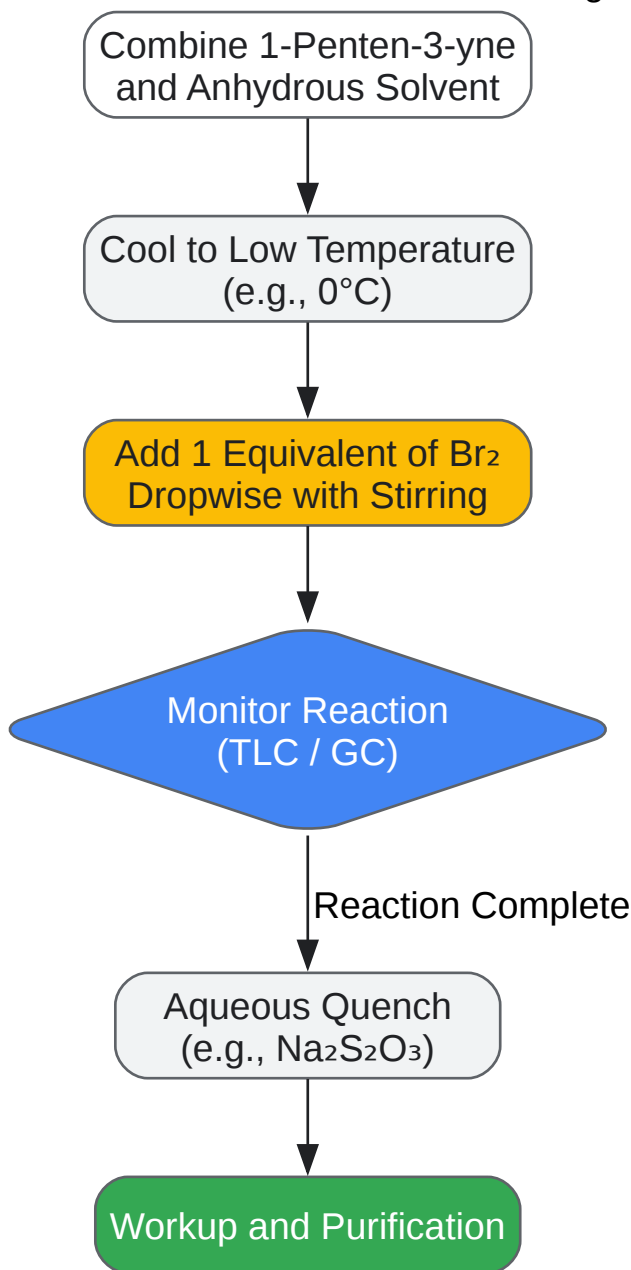 Combine 1-Penten-3-yne
and Anhydrous Solvent
Cool to Low Temperature
(e.g., 0°C)
Add 1 Equivalent of Br₂
Dropwise with Stirring
Monitor Reaction
(TLC / GC)
Reaction Complete
Aqueous Quench
(e.g., Na₂S₂O₃)
Workup and Purification